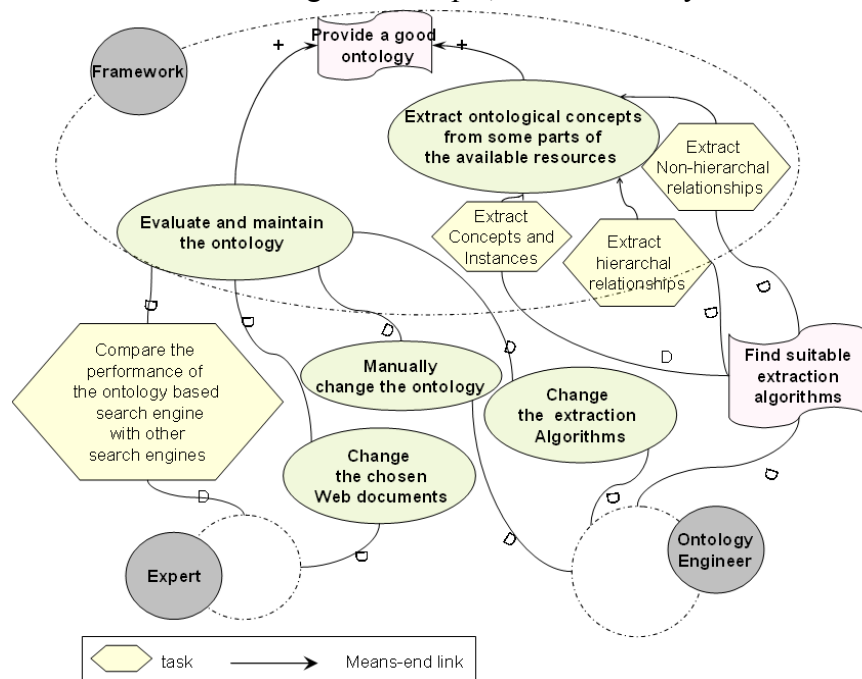 Provide a good
ontology
+
+
Framework
Extract ontological concepts
from some parts of
the available resources
Extract
Non-hierarchal
relationships
Evaluate and maintain
the ontology
Extract
Concepts and
Instances
Extract
hierarchal
relationships
D
D
D
D
D
D
D
Compare the
performance of
the ontology based
search engine
with other
search engines
Manually
change the ontology
Change
the extraction
Algorithms
Find suitable
extraction
algorithms
Change
the chosen
Web documents
D
D
D
D
D
Expert
Ontology
Engineer
task
Means-end link